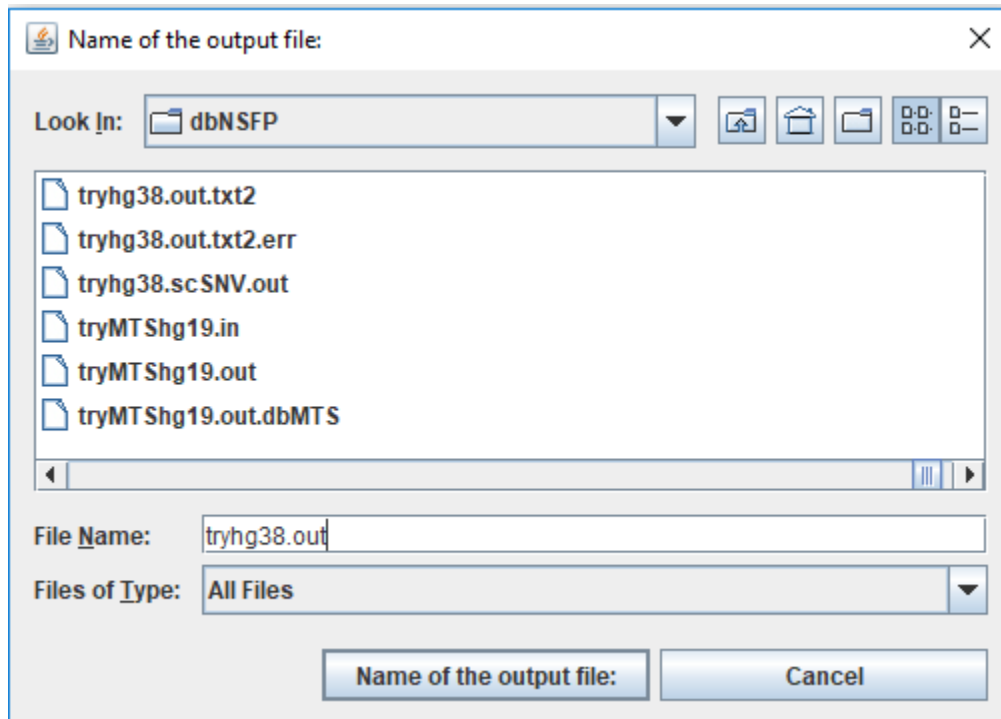 Name of the output file:
Look In: dbNSFP
tryhg38.out.txt2
tryhg38.out.txt2.err
tryhg38.scSNV.out
tryMTShg19.in
tryMTShg19.out
tryMTShg19.out.dbMTS
File Name: tryhg38.out
Files of Type: All Files
Name of the output file: Cancel